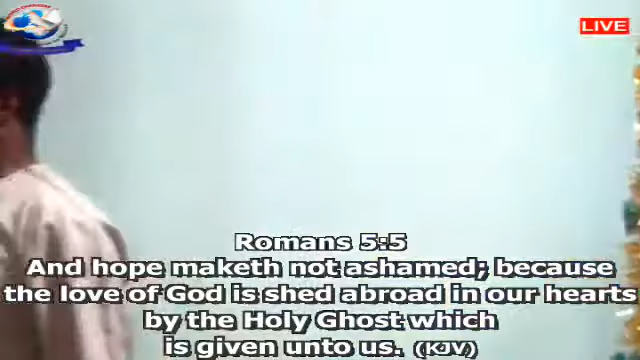 LIVE
Romans 5:5
And hope maketh not ashamed; because
the love of God is shed abroad in our hearts
by the Holy Ghost which
is given unto us. (KJV)